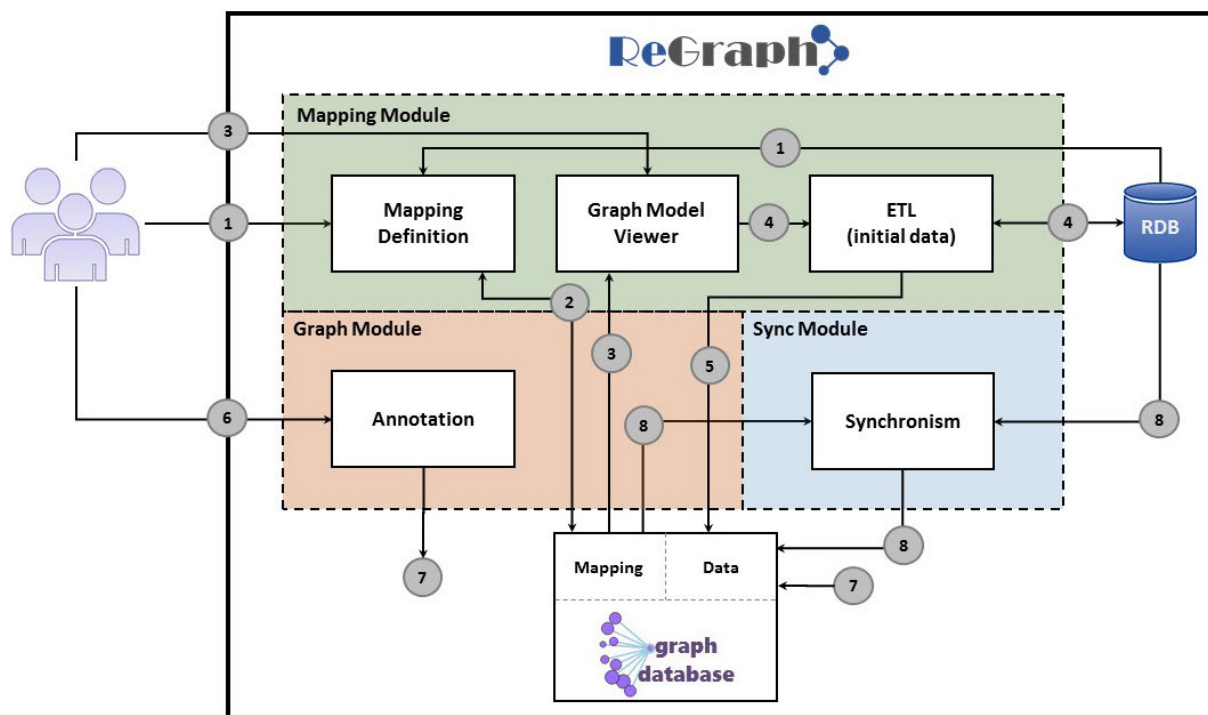 ReGraph
Mapping Module
3
1
1
Mapping
Definition
Graph Model
Viewer
4
ETL
(initial data)
4
RDB
2
Graph Module
3
5
Sync Module
6
Annotation
8
Synchronism
8
7
8
7
Mapping
Data
graph
database